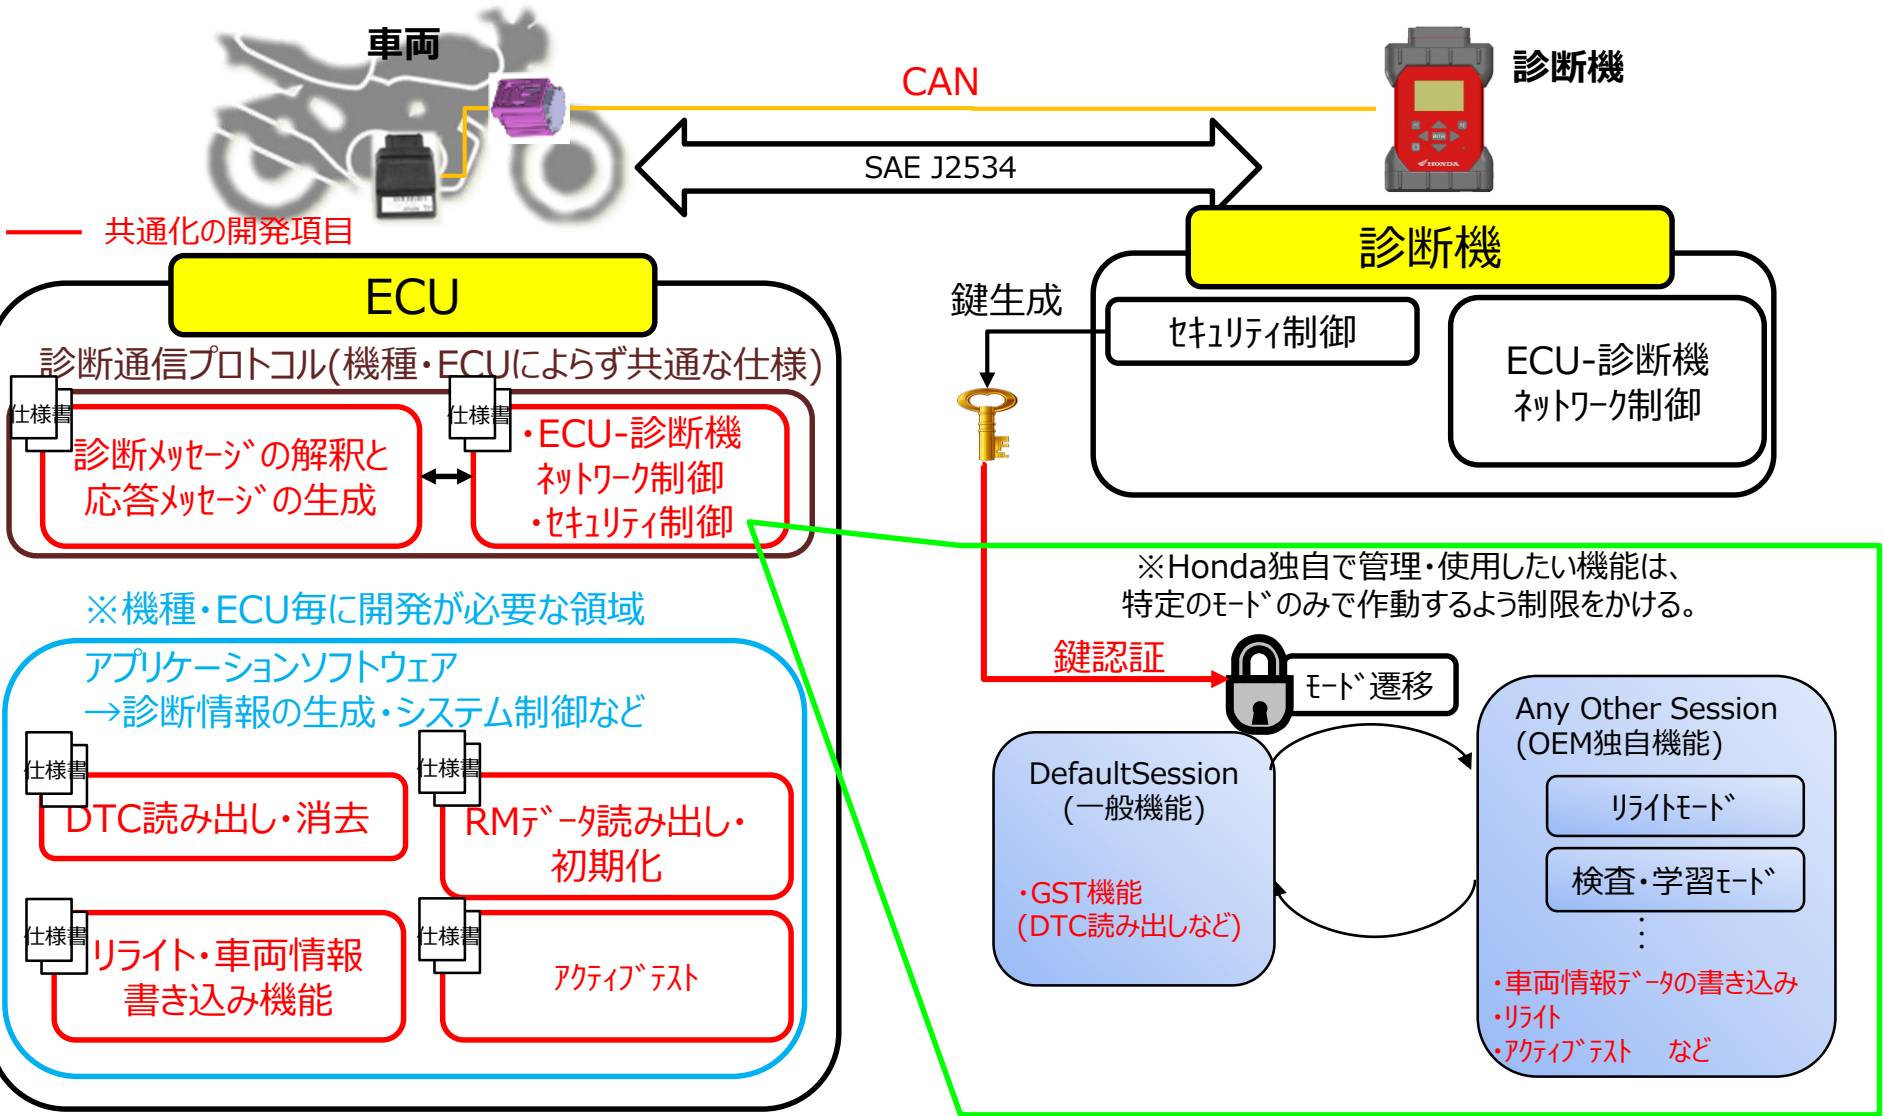 車両
CAN
診断機
SAE J2534
HONDA
共通化の開発項目
ECU
診断通信プロトコル(機種・ECUによらず共通な仕様)
仕様書
診断ﾒｯｾｰｼﾞの解釈と
応答ﾒｯｾｰｼﾞの生成
仕様書
・ECU-診断機
ﾈｯﾄﾜｰｸ制御
・ｾｷｭﾘﾃｨ制御
※機種・ECU毎に開発が必要な領域
アプリケーションソフトウェア
→診断情報の生成・システム制御など
仕様書
DTC読み出し・消去
仕様書
RMﾃﾞｰﾀ読み出し・
初期化
仕様書
リライト・車両情報
書き込み機能
仕様書
ｱｸﾃｨﾌﾞﾃｽﾄ
診断機
鍵生成
ｾｷｭﾘﾃｨ制御
ECU-診断機
ﾈｯﾄﾜｰｸ制御
※Honda独自で管理・使用したい機能は、
特定のﾓｰﾄﾞのみで作動するよう制限をかける。
鍵認証
ﾓｰﾄﾞ遷移
DefaultSession
(一般機能)
・GST機能
(DTC読み出しなど)
Any Other Session
(OEM独自機能)
ﾘﾗｲﾄﾓｰﾄﾞ
検査・学習ﾓｰﾄﾞ
⋮
・車両情報ﾃﾞｰﾀの書き込み
・ﾘﾗｲﾄ
・ｱｸﾃｨﾌﾞﾃｽﾄ　など